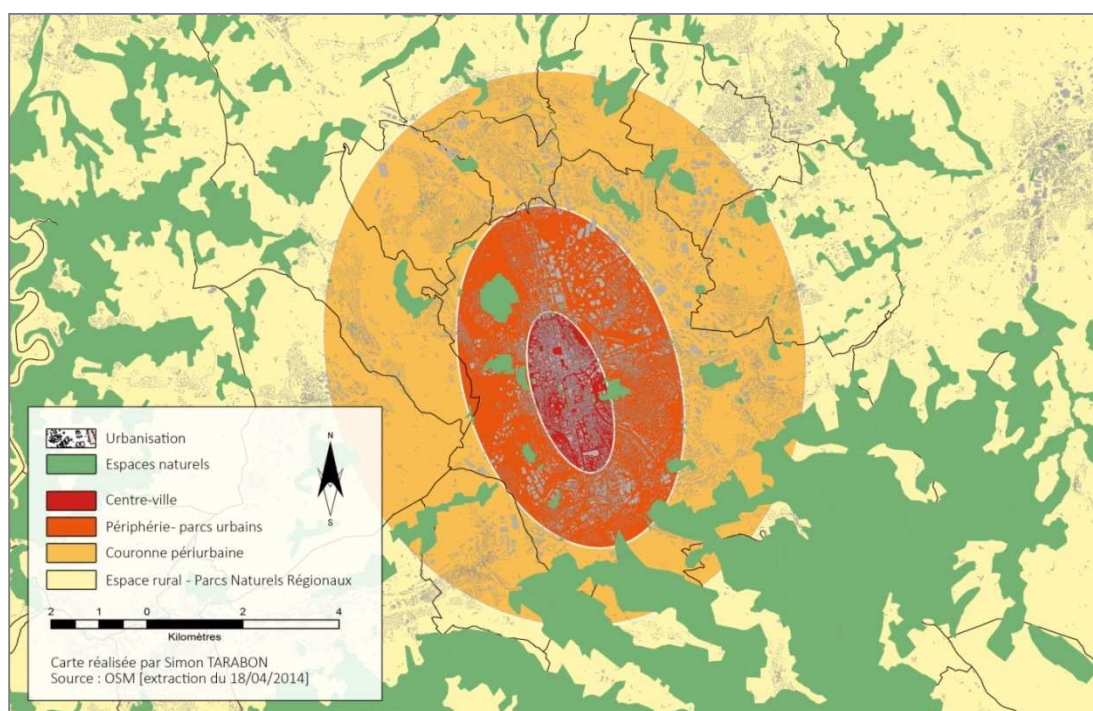 Urbanisation
Espaces naturels
Centre-ville
Périphérie- parcs urbains
Couronne périurbaine
Espace rural - Parcs Naturels Régionaux
N
S
2 1 0 2 4
Kilomètres
Carte réalisée par Simon TARABON
Source : OSM [extraction du 18/04/2014]